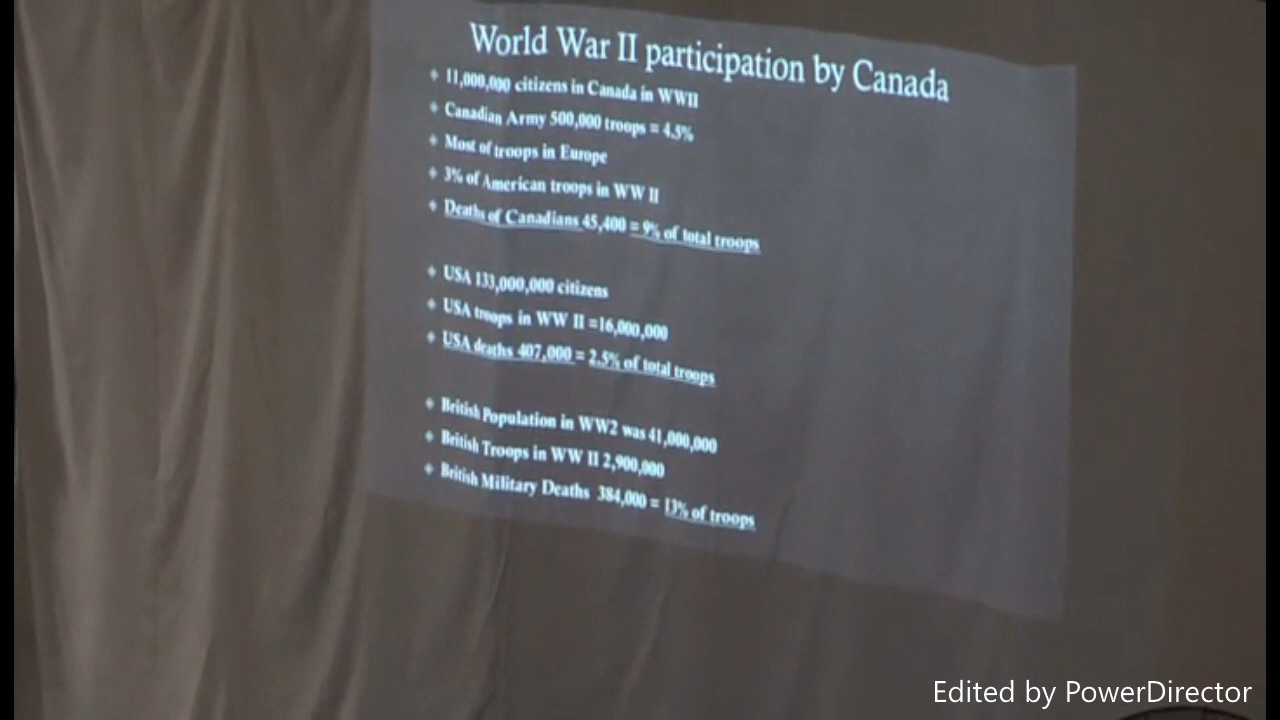 World War II participation by Canada
11,000,000 citizens in Canada in WWII
Canadian Army 500,000 troops = 4.5%
Most of troops in Europe
3% of American troops in WW II
Deaths of Canadians 45,400 = 9% of total troops
USA 133,000,000 citizens
USA troops in WW II =16,000,000
USA deaths 407,000 = 2.5% of total troops
British Population in WW2 was 41,000,000
British Troops in WW II 2,900,000
British Military Deaths 384,000 = 13% of troops
Edited by PowerDirector